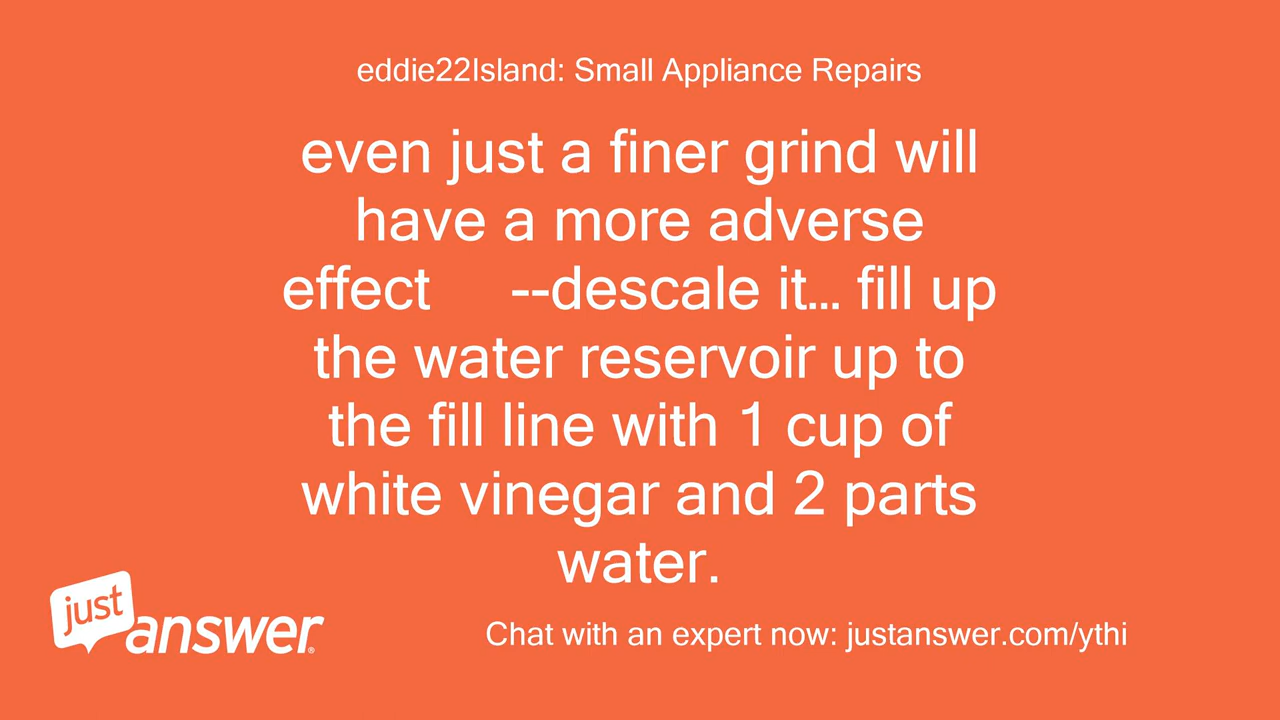 eddie22Island: Small Appliance Repairs
even just a finer grind will
have a more adverse
effect --descale it... fill up
the water reservoir up to
the fill line with 1 cup of
white vinegar and 2 parts
water.
just
answer®
Chat with an expert now: justanswer.com/ythi